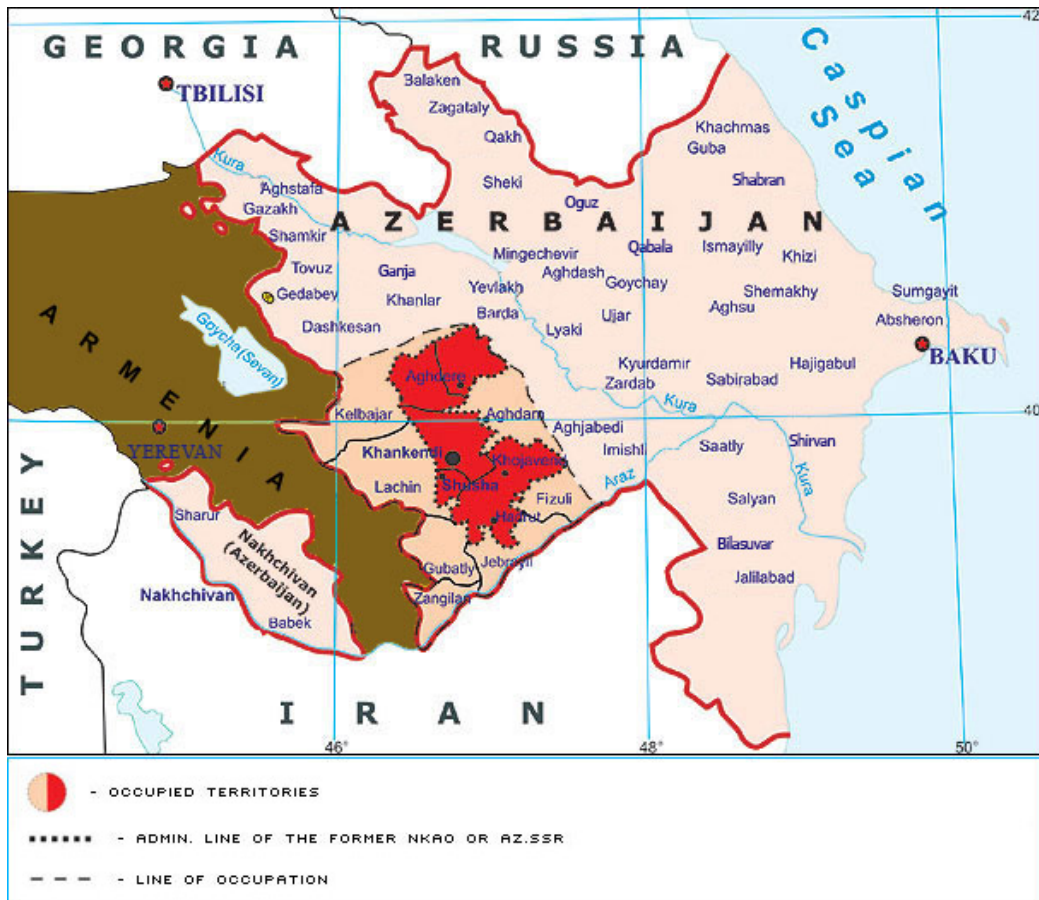 GEORGIA
RUSSIA
42
TBILISI
Balaken
Zagataly
Qakh
Khachmas
Guba
Caspian
Sea
Kura
Sheki
Shabran
Aghstafa
Oguz
Gazakh
AZERBAIJAN
Shamkir
Mingechevir
Qabala
Ismayilly
Khizi
Tovuz
Ganja
Aghdash
Goychay
Gedabey
Khanlar
Yevlakh
Shemakhy
Sumgayit
Aghsu
Barda
Ujar
Absheron
Dashkesan
Lyaki
BAKU
ARMENIA
Goycha(Sevan)
Kyurdamir
Hajigabul
Aghdere
Zardab
Sabirabad
Kura
Kelbajar
Aghdam
40
Aghjabedi
YEREVAN
Khankendi
Khojavend
Imishli
Saatly
Shirvan
Araz
Kura
Lachin
Shusha
Fizuli
Salyan
TURKEY
Sharur
Hadrut
Nakhchivan
(Azerbaijan)
Bilasuvar
Gubatly
Jebrayil
Jalilabad
Nakhchivan
Zangilan
Babek
IRAN
46°
48°
50°
- OCCUPIED TERRITORIES
- ADMIN. LINE OF THE FORMER NKAO OR AZ.SSR
- LINE OF OCCUPATION